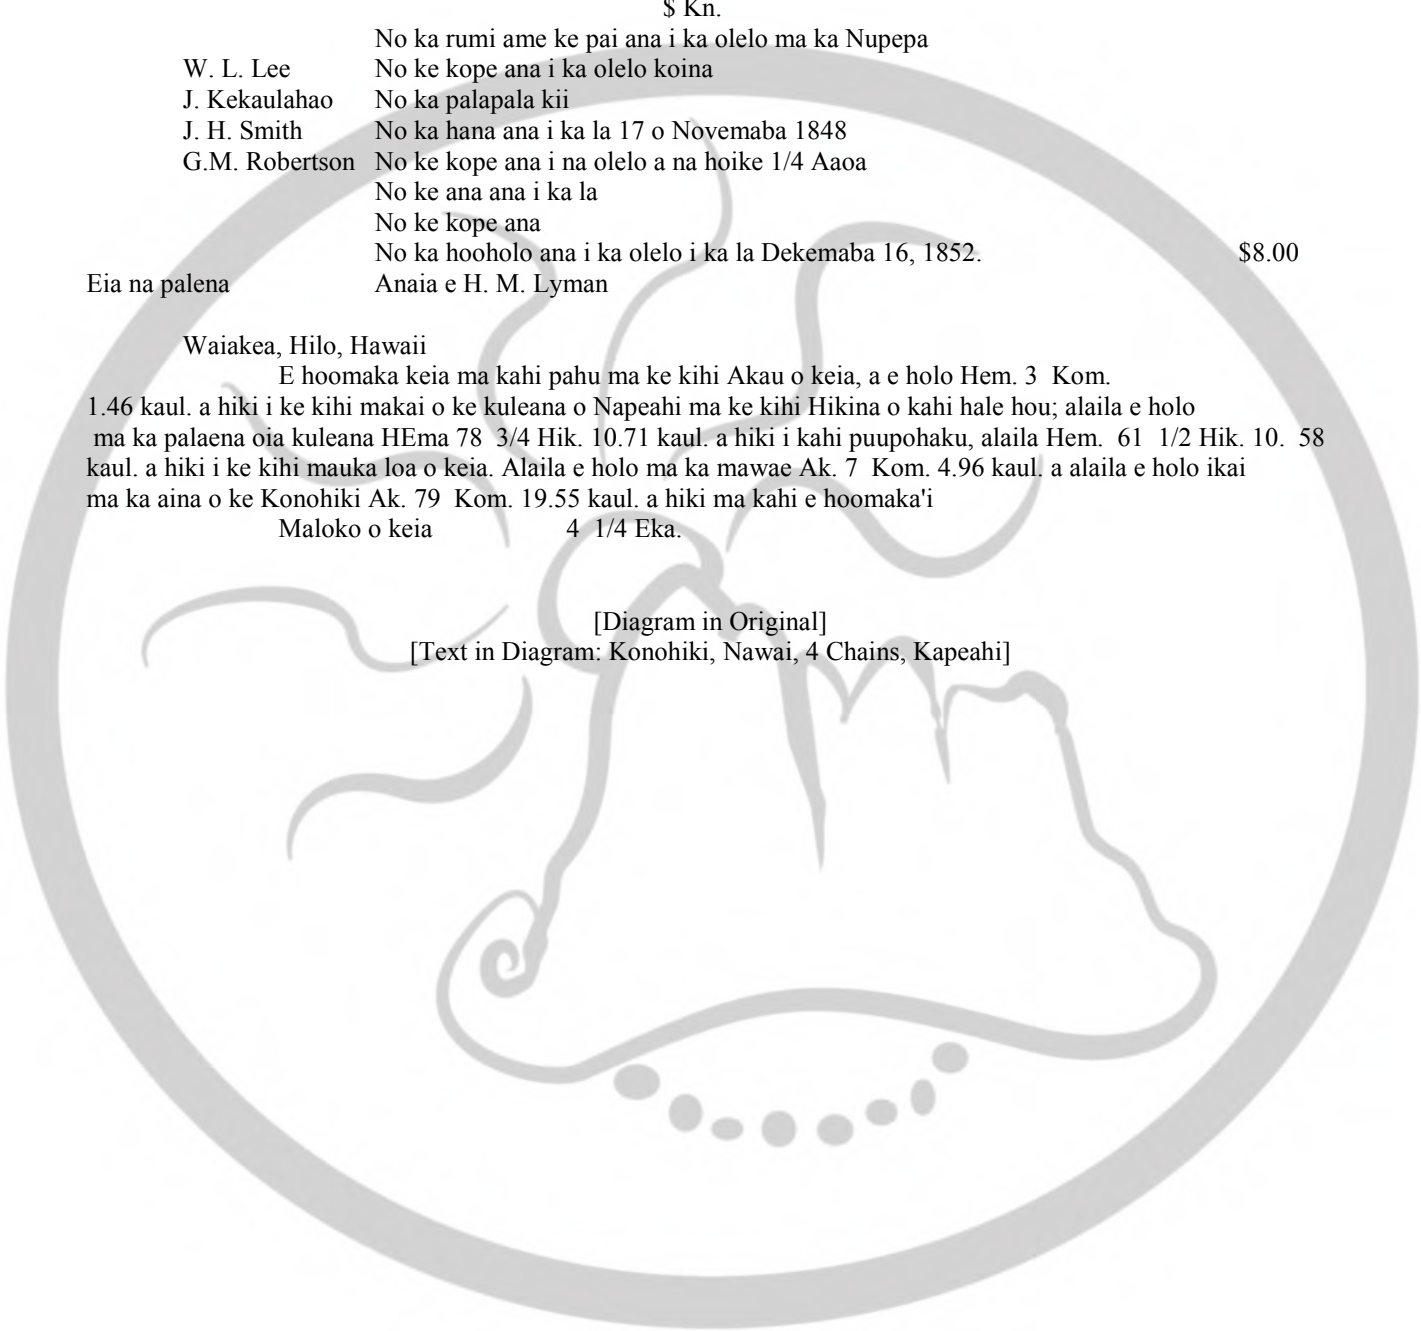 $ Kn.
No ka rumi ame ke pai ana i ka olelo ma ka Nupepa
W. L. Lee No ke kope ana i ka olelo koina
J. Kekaulahao No ka palapala kii
J. H. Smith No ka hana ana i ka la 17 o Novemaba 1848
G.M. Robertson No ke kope ana i na olelo a na hoike 1/4 Aaoa
No ke ana ana i ka la
No ke kope ana
No ka hooholo ana i ka olelo i ka la Dekemaba 16, 1852. $8.00
Eia na palena Anaia e H. M. Lyman
Waiakea, Hilo, Hawaii
E hoomaka keia ma kahi pahu ma ke kihi Akau o keia, a e holo Hem. 3 Kom.
1.46 kaul. a hiki i ke kihi makai o ke kuleana o Napeahi ma ke kihi Hikina o kahi hale hou; alaila e holo
ma ka palaena oia kuleana HEma 78 3/4 Hik. 10.71 kaul. a hiki i kahi puupohaku, alaila Hem. 61 1/2 Hik. 10. 58
kaul. a hiki i ke kihi mauka loa o keia. Alaila e holo ma ka mawae Ak. 7 Kom. 4.96 kaul. a alaila e holo ikai
ma ka aina o ke Konohiki Ak. 79 Kom. 19.55 kaul. a hiki ma kahi e hoomaka'i
Maloko o keia 4 1/4 Eka.
[Diagram in Original]
[Text in Diagram: Konohiki, Nawai, 4 Chains, Kapeahi]